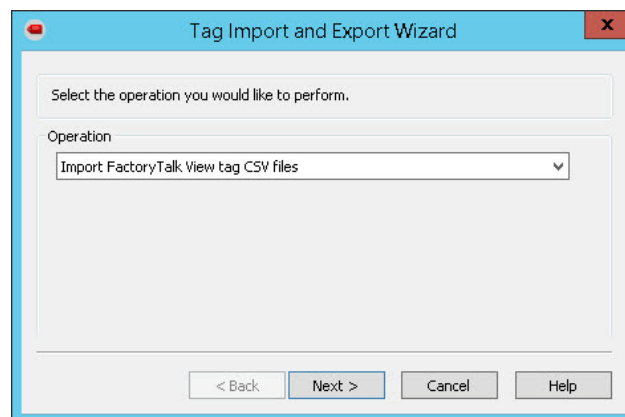 Tag Import and Export Wizard
x
Select the operation you would like to perform.
Operation
Import FactoryTalk View tag CSV files
< Back Next > Cancel Help